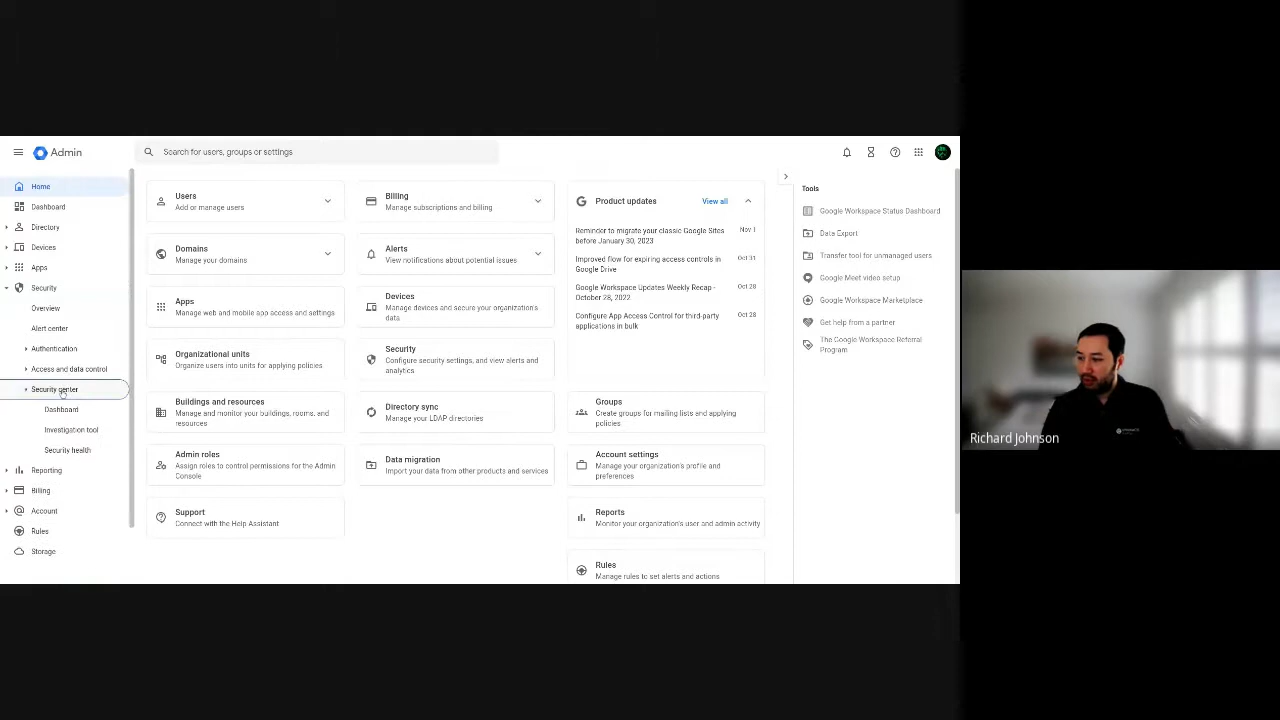 Admin
Search for users, groups or settings
Home
Dashboard
Directory
Devices
Apps
Security
Overview
Alert center
Authentication
Access and data control
Security center
Dashboard
Investigation tool
Security health
Reporting
Billing
Account
Rules
Storage
Users
Add or manage users
Domains
Manage your domains
Apps
Manage web and mobile app access and settings
Organizational units
Organize users into units for applying policies
Buildings and resources
Manage and monitor your buildings, rooms, and
resources
Admin roles
Assign roles to control permissions for the Admin
Console
Support
Connect with the Help Assistant
Billing
Manage subscriptions and billing
Alerts
View notifications about potential issues
Devices
Manage devices and secure your organization's
data
Security
Configure security settings, and view alerts and
analytics
Directory sync
Manage your LDAP directories
Data migration
Import your data from other products and services
Product updates View all
Reminder to migrate your classic Google Sites Nov 1
before January 30, 2023
Improved flow for expiring access controls in Oct 31
Google Drive
Google Workspace Updates Weekly Recap - Oct 28
October 28, 2022
Configure App Access Control for third-party Oct 28
applications in bulk
Groups
Create groups for mailing lists and applying
policies
Account settings
Manage your organization's profile and
preferences
Reports
Monitor your organization's user and admin activity
Rules
Manage rules to set alerts and actions
Tools
Google Workspace Status Dashboard
Data Export
Transfer tool for unmanaged users
Google Meet video setup
Google Workspace Marketplace
Get help from a partner
The Google Workspace Referral
Program
Richard Johnson